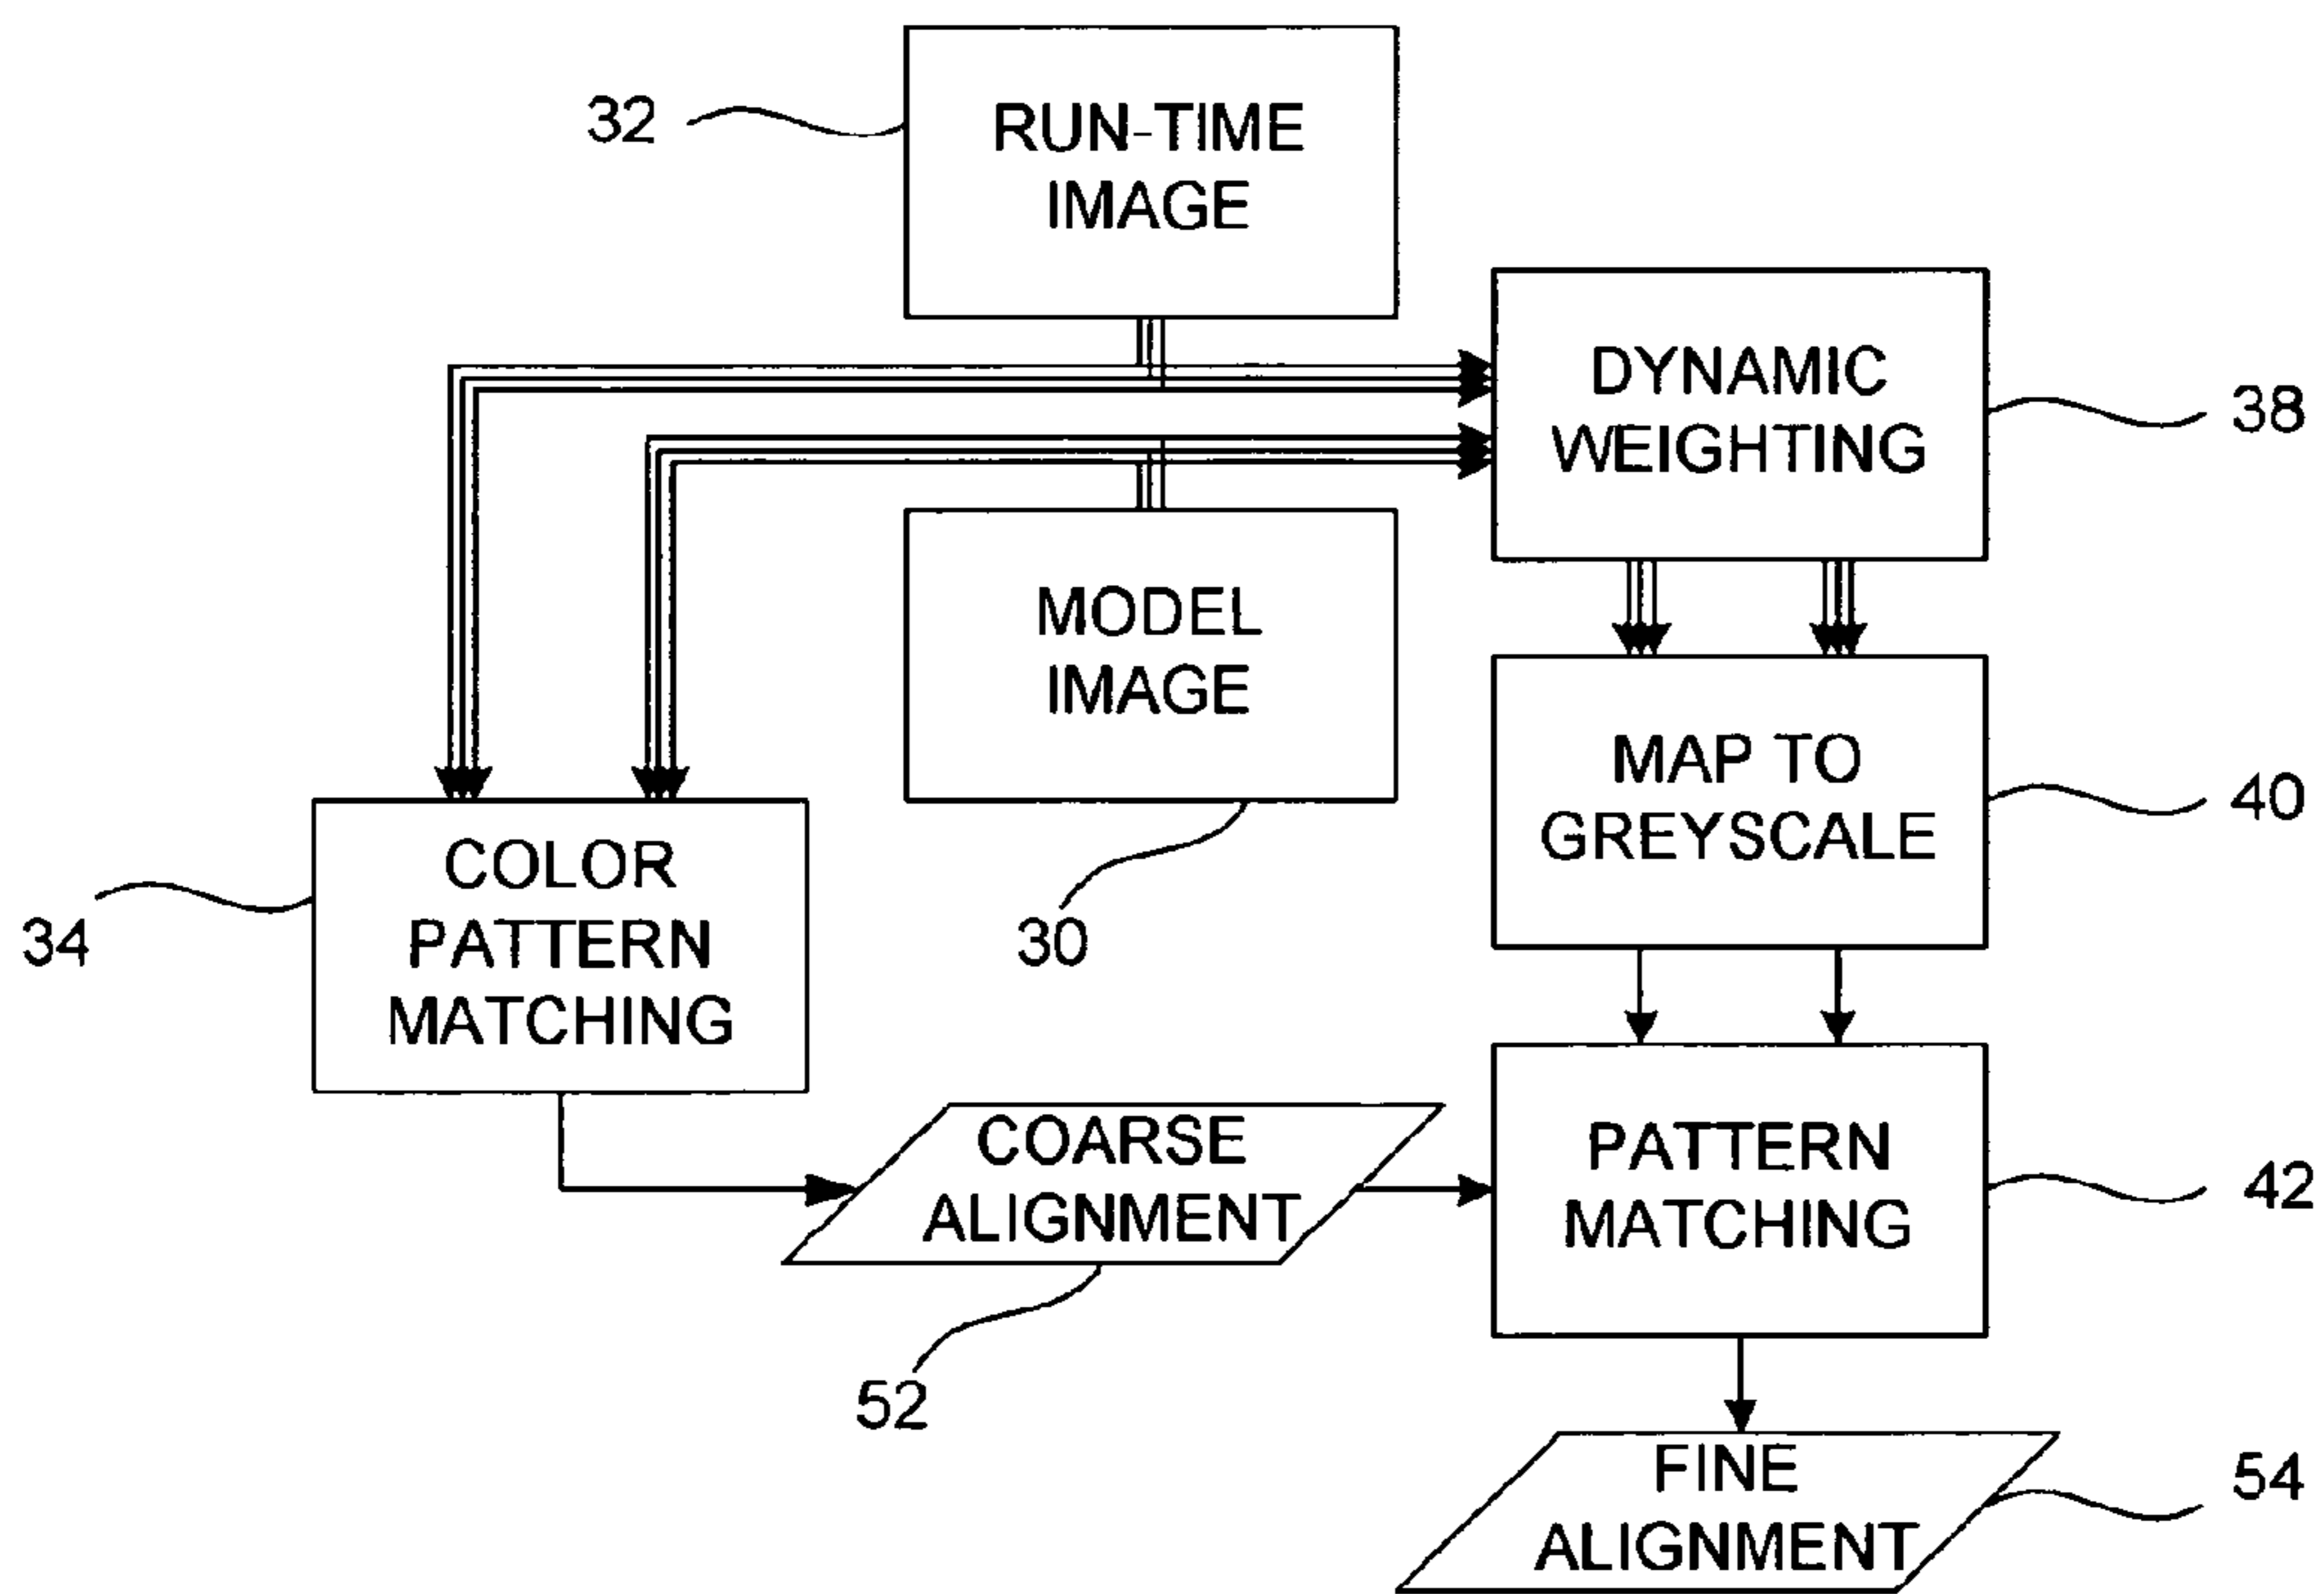 32
RUN-TIME
IMAGE
DYNAMIC
WEIGHTING
38
MODEL
IMAGE
30
MAP TO
GREYSCALE
40
COLOR
PATTERN
MATCHING
34
COARSE
ALIGNMENT
52
PATTERN
MATCHING
42
FINE
ALIGNMENT
54